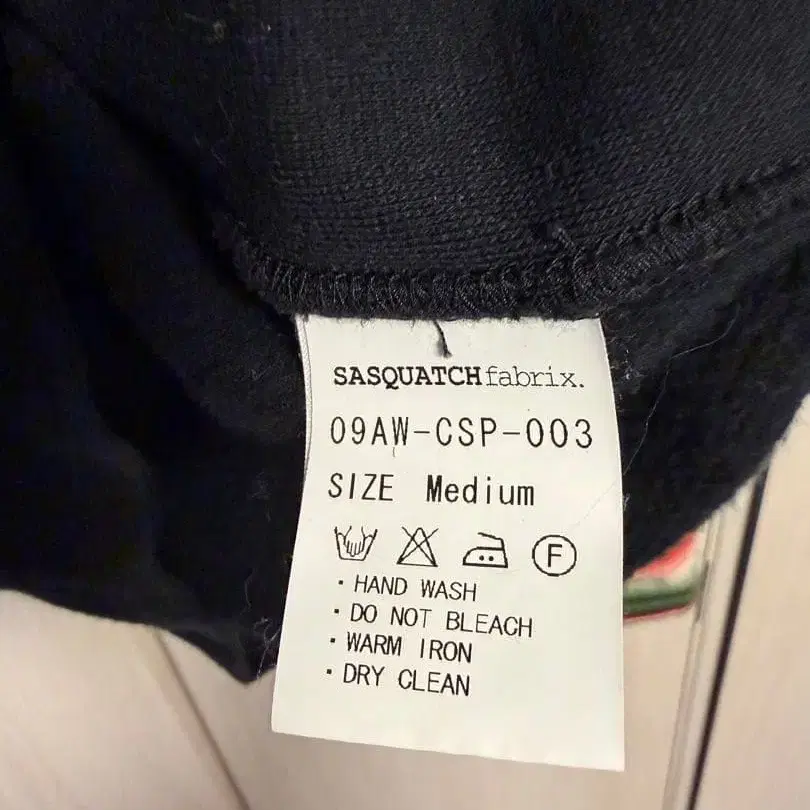 SASQUATCHfabrix.
09AW-CSP-003
SIZE Medium
F
・HAND WASH
・DO NOT BLEACH
・WARM IRON
・DRY CLEAN